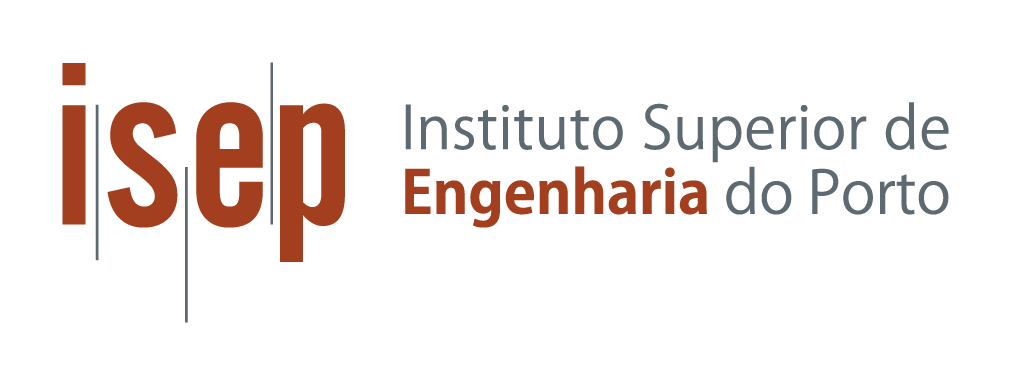 isep
Instituto Superior de
Engenharia do Porto